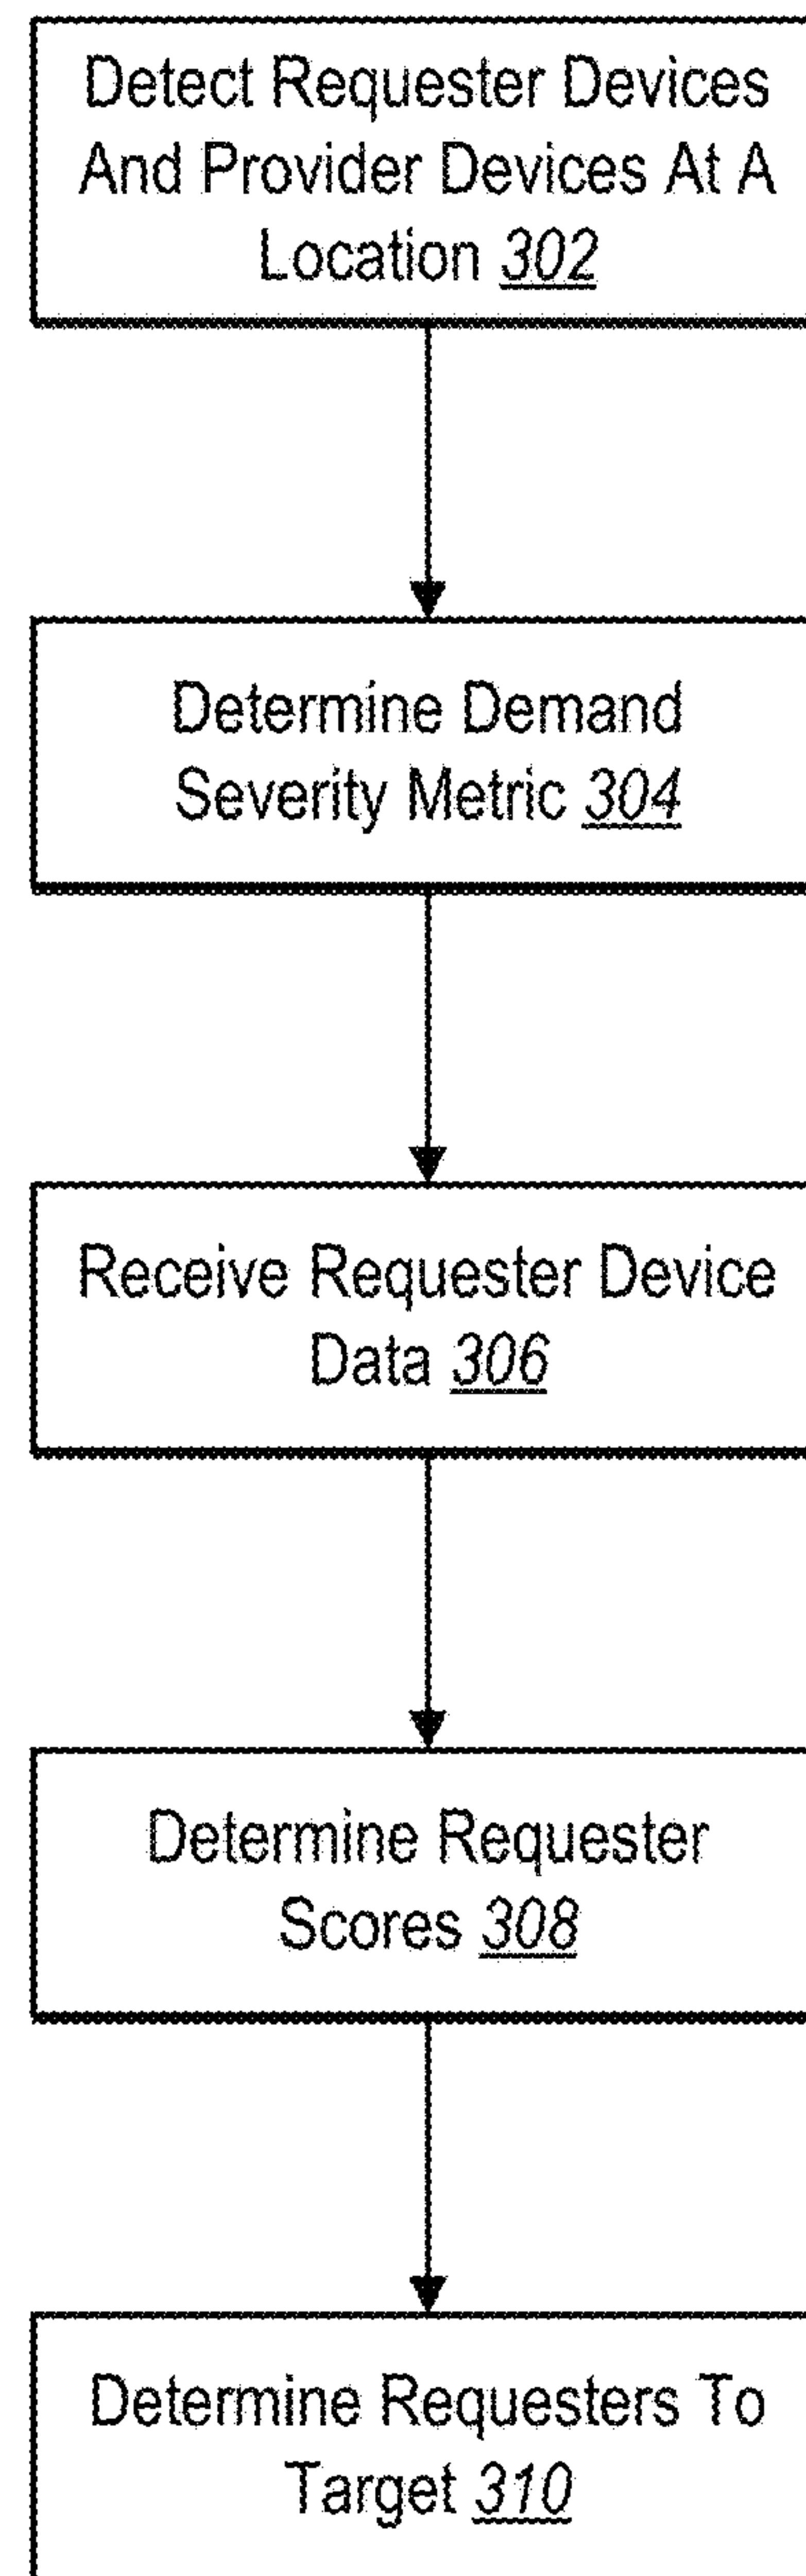 Detect Requester Devices
And Provider Devices At A
Location 302
Determine Demand
Severity Metric 304
Receive Requester Device
Data 306
Determine Requester
Scores 308
Determine Requesters To
Target 310